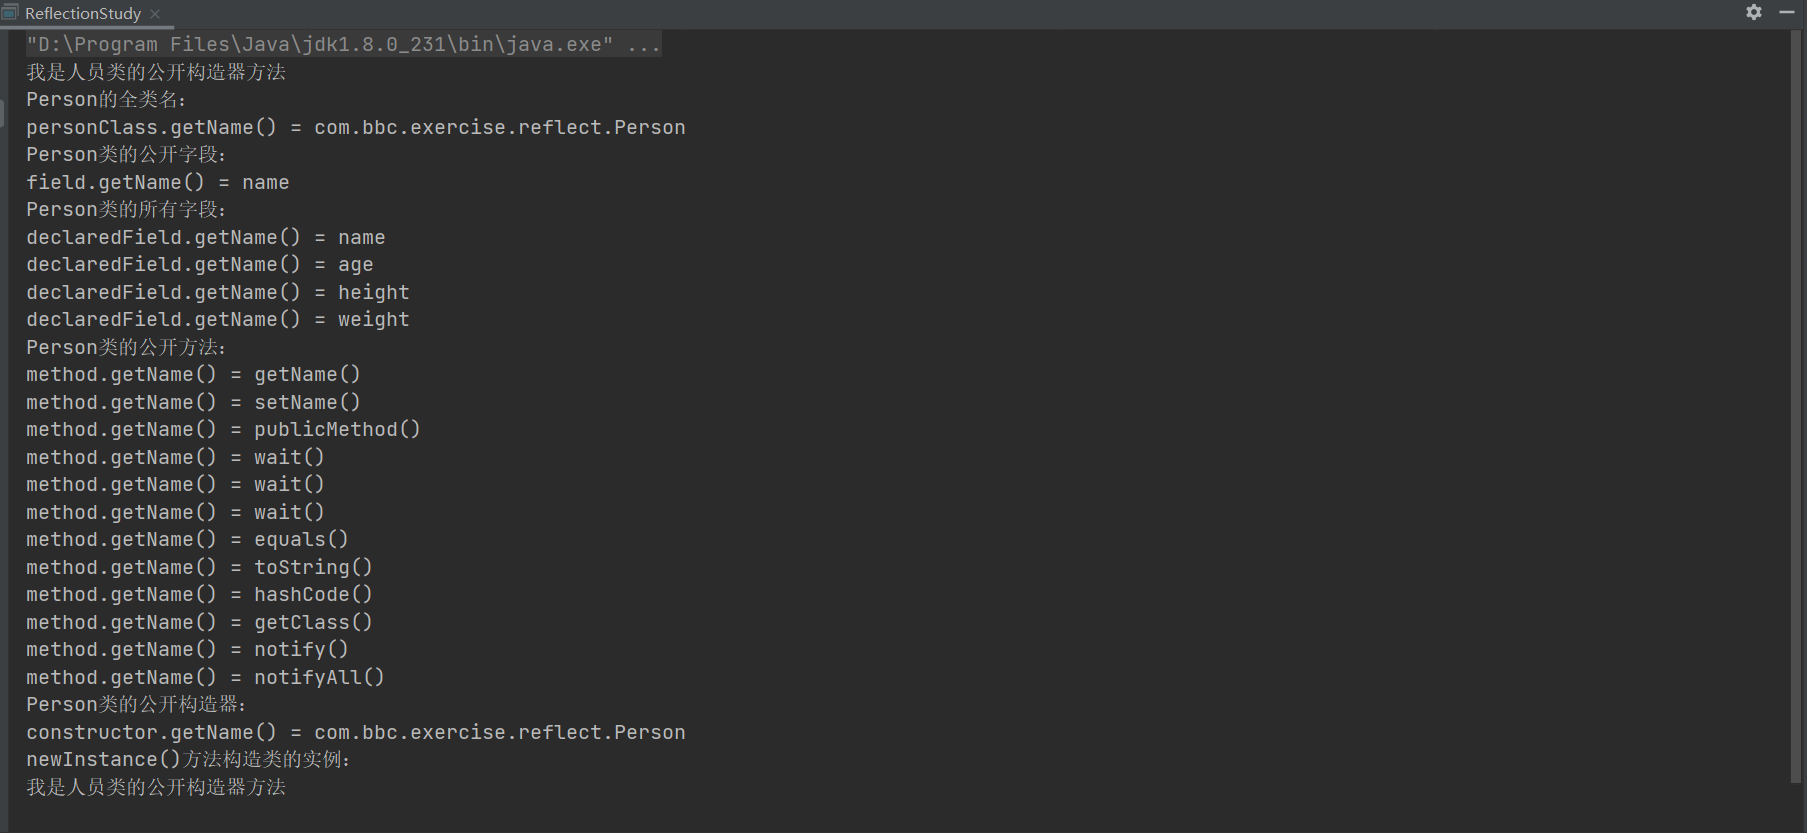 ReflectionStudy
"D:\Program Files\Java\jdk1.8.0_231\bin\java.exe" ...
我是人员类的公开构造器方法
Person的全类名：
personClass.getName() = com.bbc.exercise.reflect.Person
Person类的公开字段：
field.getName() = name
Person类的所有字段：
declaredField.getName() = name
declaredField.getName() = age
declaredField.getName() = height
declaredField.getName() = weight
Person类的公开方法：
method.getName() = getName()
method.getName() = setName()
method.getName() = publicMethod()
method.getName() = wait()
method.getName() = wait()
method.getName() = wait()
method.getName() = equals()
method.getName() = toString()
method.getName() = hashCode()
method.getName() = getClass()
method.getName() = notify()
method.getName() = notifyAll()
Person类的公开构造器：
constructor.getName() = com.bbc.exercise.reflect.Person
newInstance()方法构造类的实例：
我是人员类的公开构造器方法